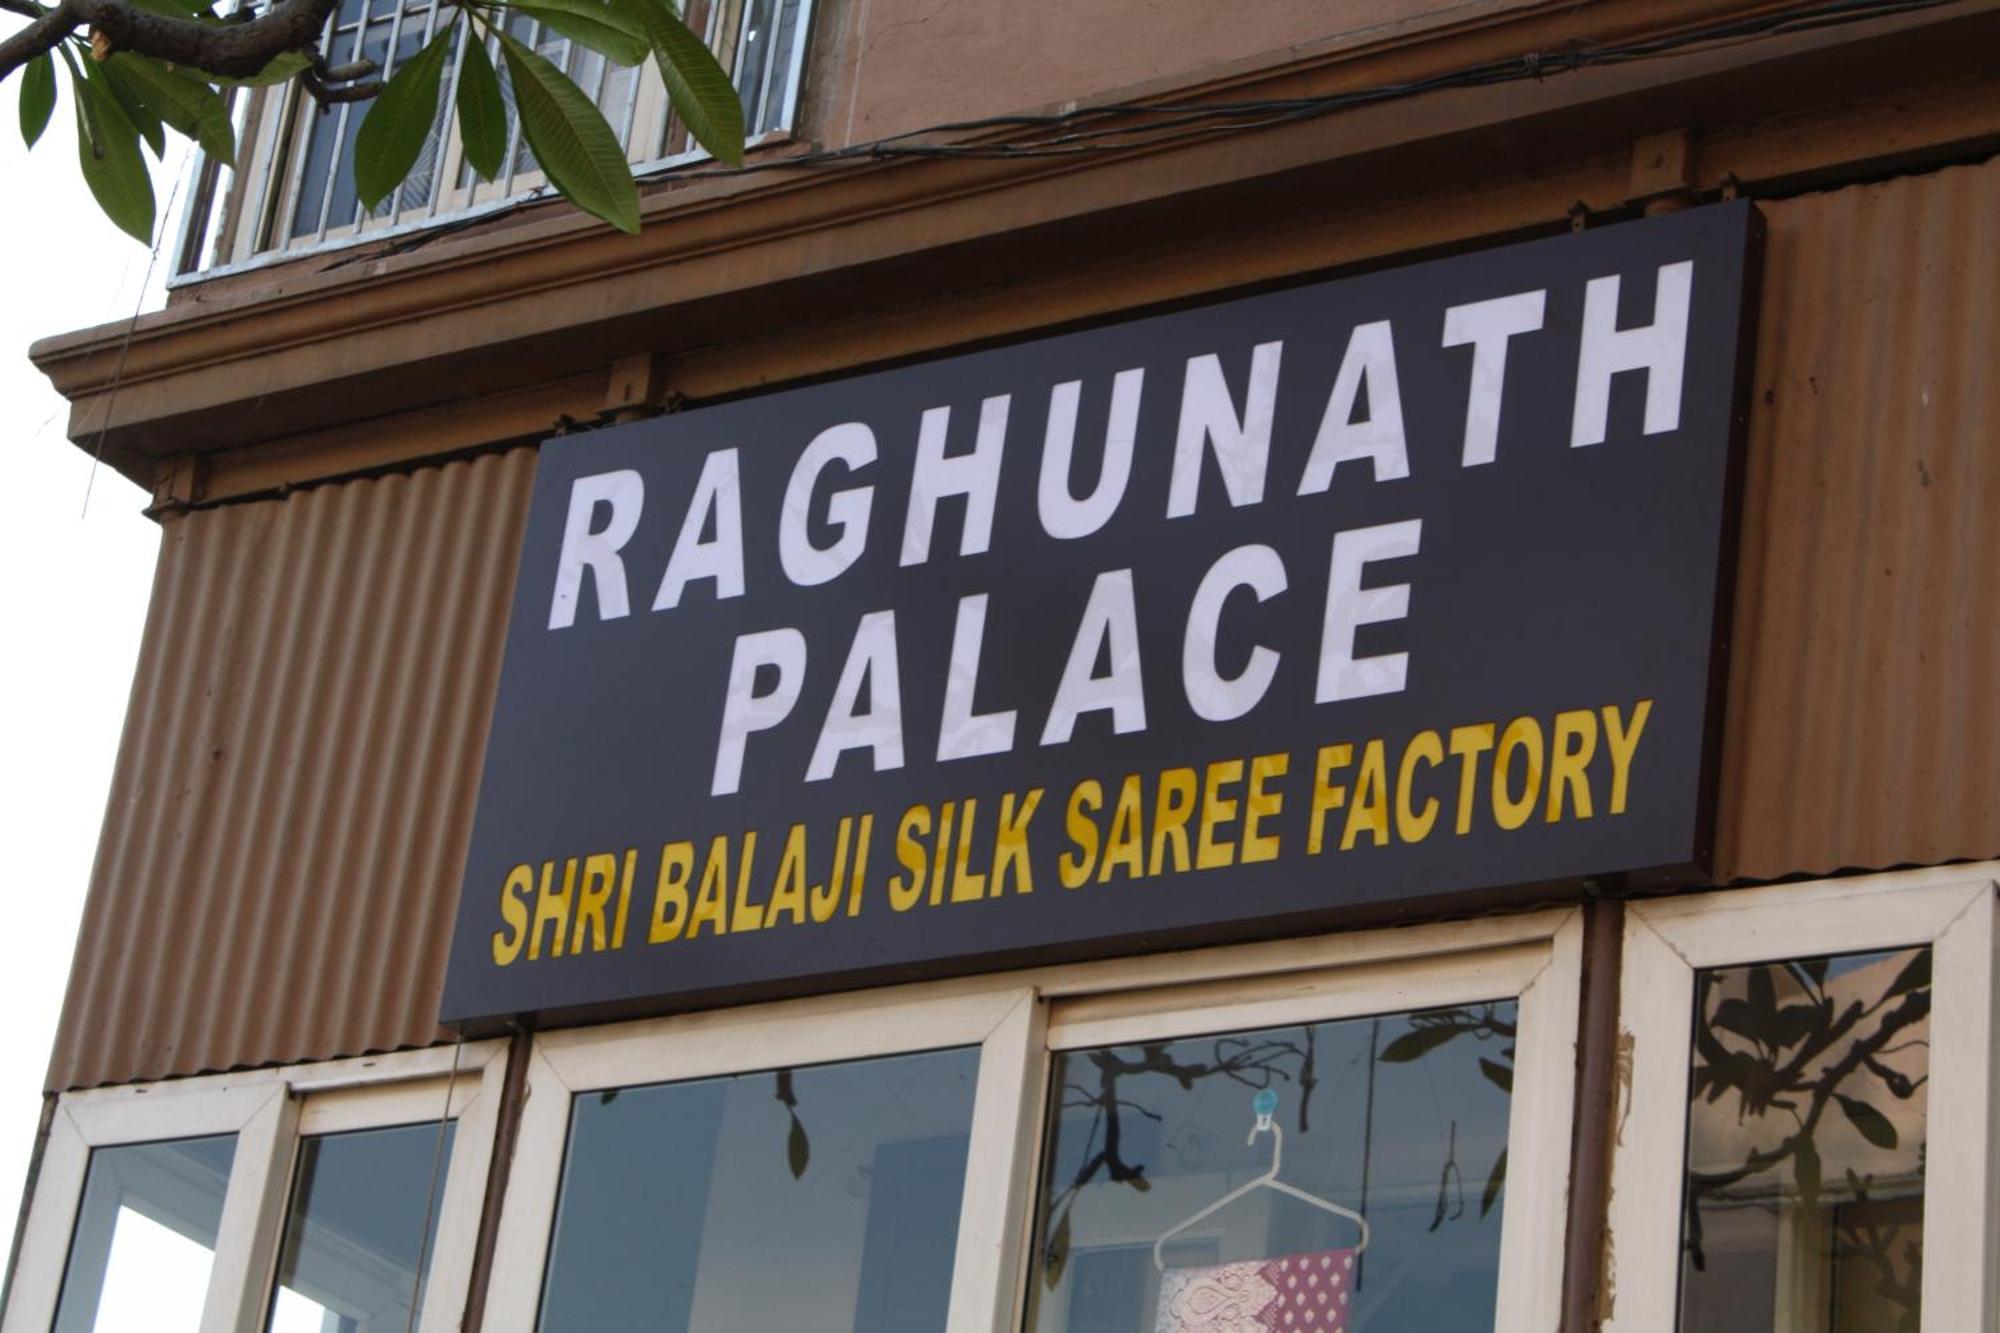 RAGHUNATH
PALACE
SHRI BALAJI SILK SAREE FACTORY